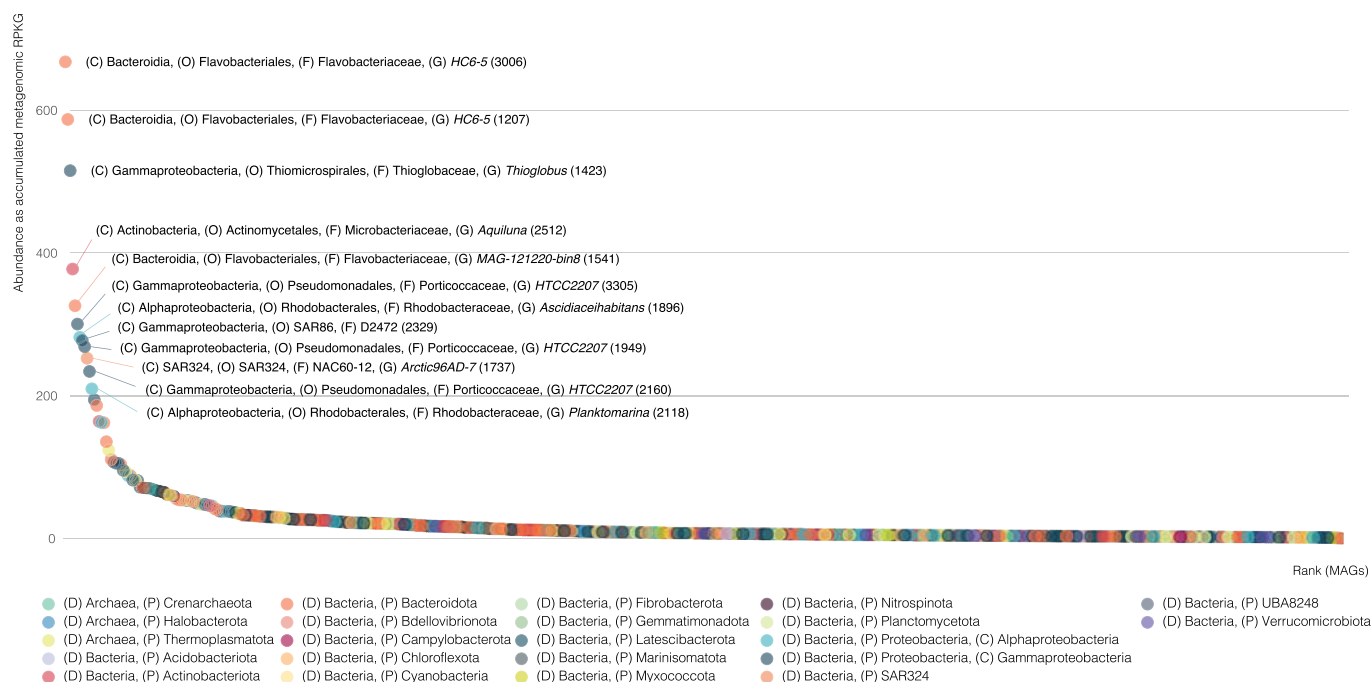 Abundance as accumulated metagenomic RPKG
(C) Bacteroidia, (O) Flavobacteriales, (F) Flavobacteriaceae, (G) HC6-5 (3006)
600
(C) Bacteroidia, (O) Flavobacteriales, (F) Flavobacteriaceae, (G) HC6-5 (1207)
(C) Gammaproteobacteria, (O) Thiomicrospirales, (F) Thioglobaceae, (G) Thioglobus (1423)
(C) Actinobacteria, (O) Actinomycetales, (F) Microbacteriaceae, (G) Aquiluna (2512)
400
(C) Bacteroidia, (O) Flavobacteriales, (F) Flavobacteriaceae, (G) MAG-121220-bin8 (1541)
(C) Gammaproteobacteria, (O) Pseudomonadales, (F) Porticoccaceae, (G) HTCC2207 (3305)
(C) Alphaproteobacteria, (O) Rhodobacterales, (F) Rhodobacteraceae, (G) Ascidiaceihabitans (1896)
(C) Gammaproteobacteria, (O) SAR86, (F) D2472 (2329)
(C) Gammaproteobacteria, (O) Pseudomonadales, (F) Porticoccaceae, (G) HTCC2207 (1949)
(C) SAR324, (O) SAR324, (F) NAC60-12, (G) Arctic96AD-7 (1737)
(C) Gammaproteobacteria, (O) Pseudomonadales, (F) Porticoccaceae, (G) HTCC2207 (2160)
200
(C) Alphaproteobacteria, (O) Rhodobacterales, (F) Rhodobacteraceae, (G) Planktomarina (2118)
0
Rank (MAGs)
(D) Archaea, (P) Crenarchaeota
(D) Archaea, (P) Halobacterota
(D) Archaea, (P) Thermoplasmatota
(D) Bacteria, (P) Acidobacteriota
(D) Bacteria, (P) Actinobacteriota
(D) Bacteria, (P) Bacteroidota
(D) Bacteria, (P) Bdellovibrionota
(D) Bacteria, (P) Campylobacterota
(D) Bacteria, (P) Chloroflexota
(D) Bacteria, (P) Cyanobacteria
(D) Bacteria, (P) Fibrobacterota
(D) Bacteria, (P) Gemmatimonadota
(D) Bacteria, (P) Latescibacterota
(D) Bacteria, (P) Marinisomatota
(D) Bacteria, (P) Myxococcota
(D) Bacteria, (P) Nitrospinota
(D) Bacteria, (P) Planctomycetota
(D) Bacteria, (P) Proteobacteria, (C) Alphaproteobacteria
(D) Bacteria, (P) Proteobacteria, (C) Gammaproteobacteria
(D) Bacteria, (P) SAR324
(D) Bacteria, (P) UBA8248
(D) Bacteria, (P) Verrucomicrobiota